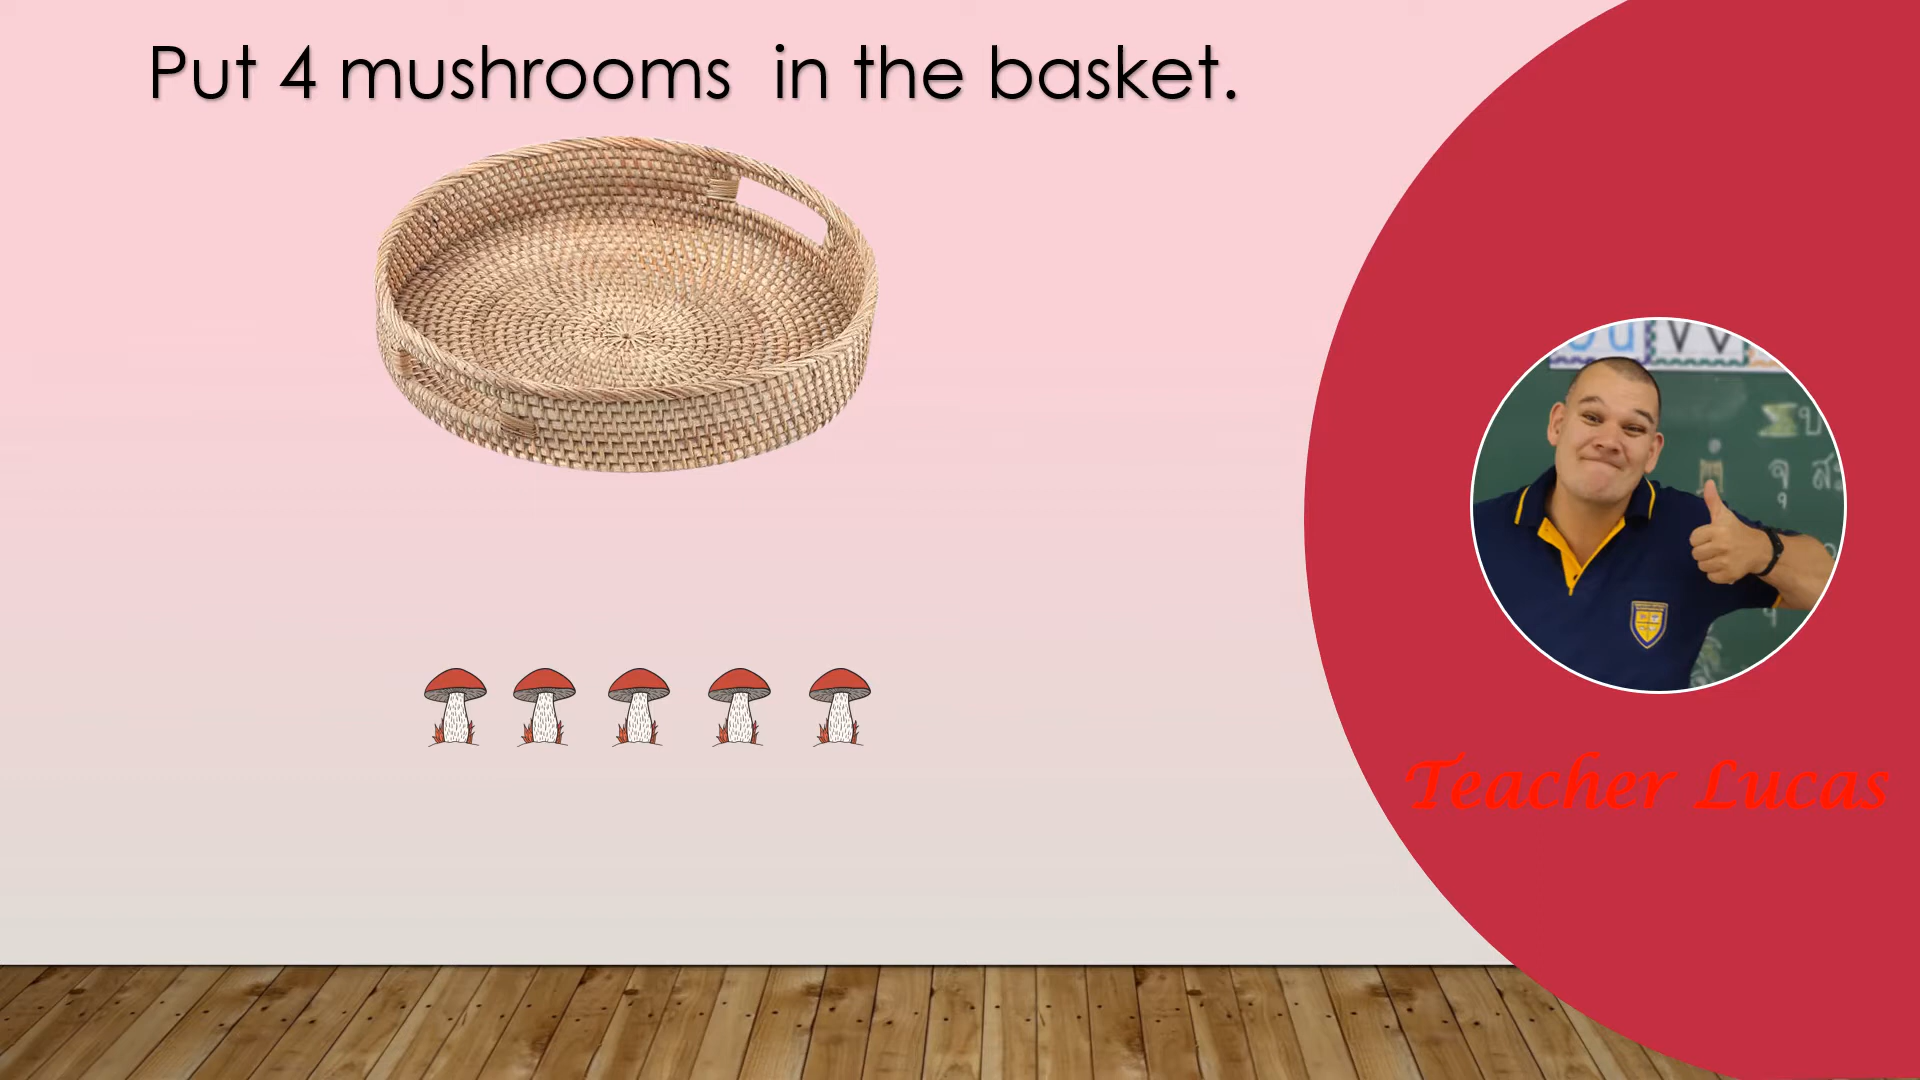 Put 4 mushrooms  in the basket.
Teacher Lucas